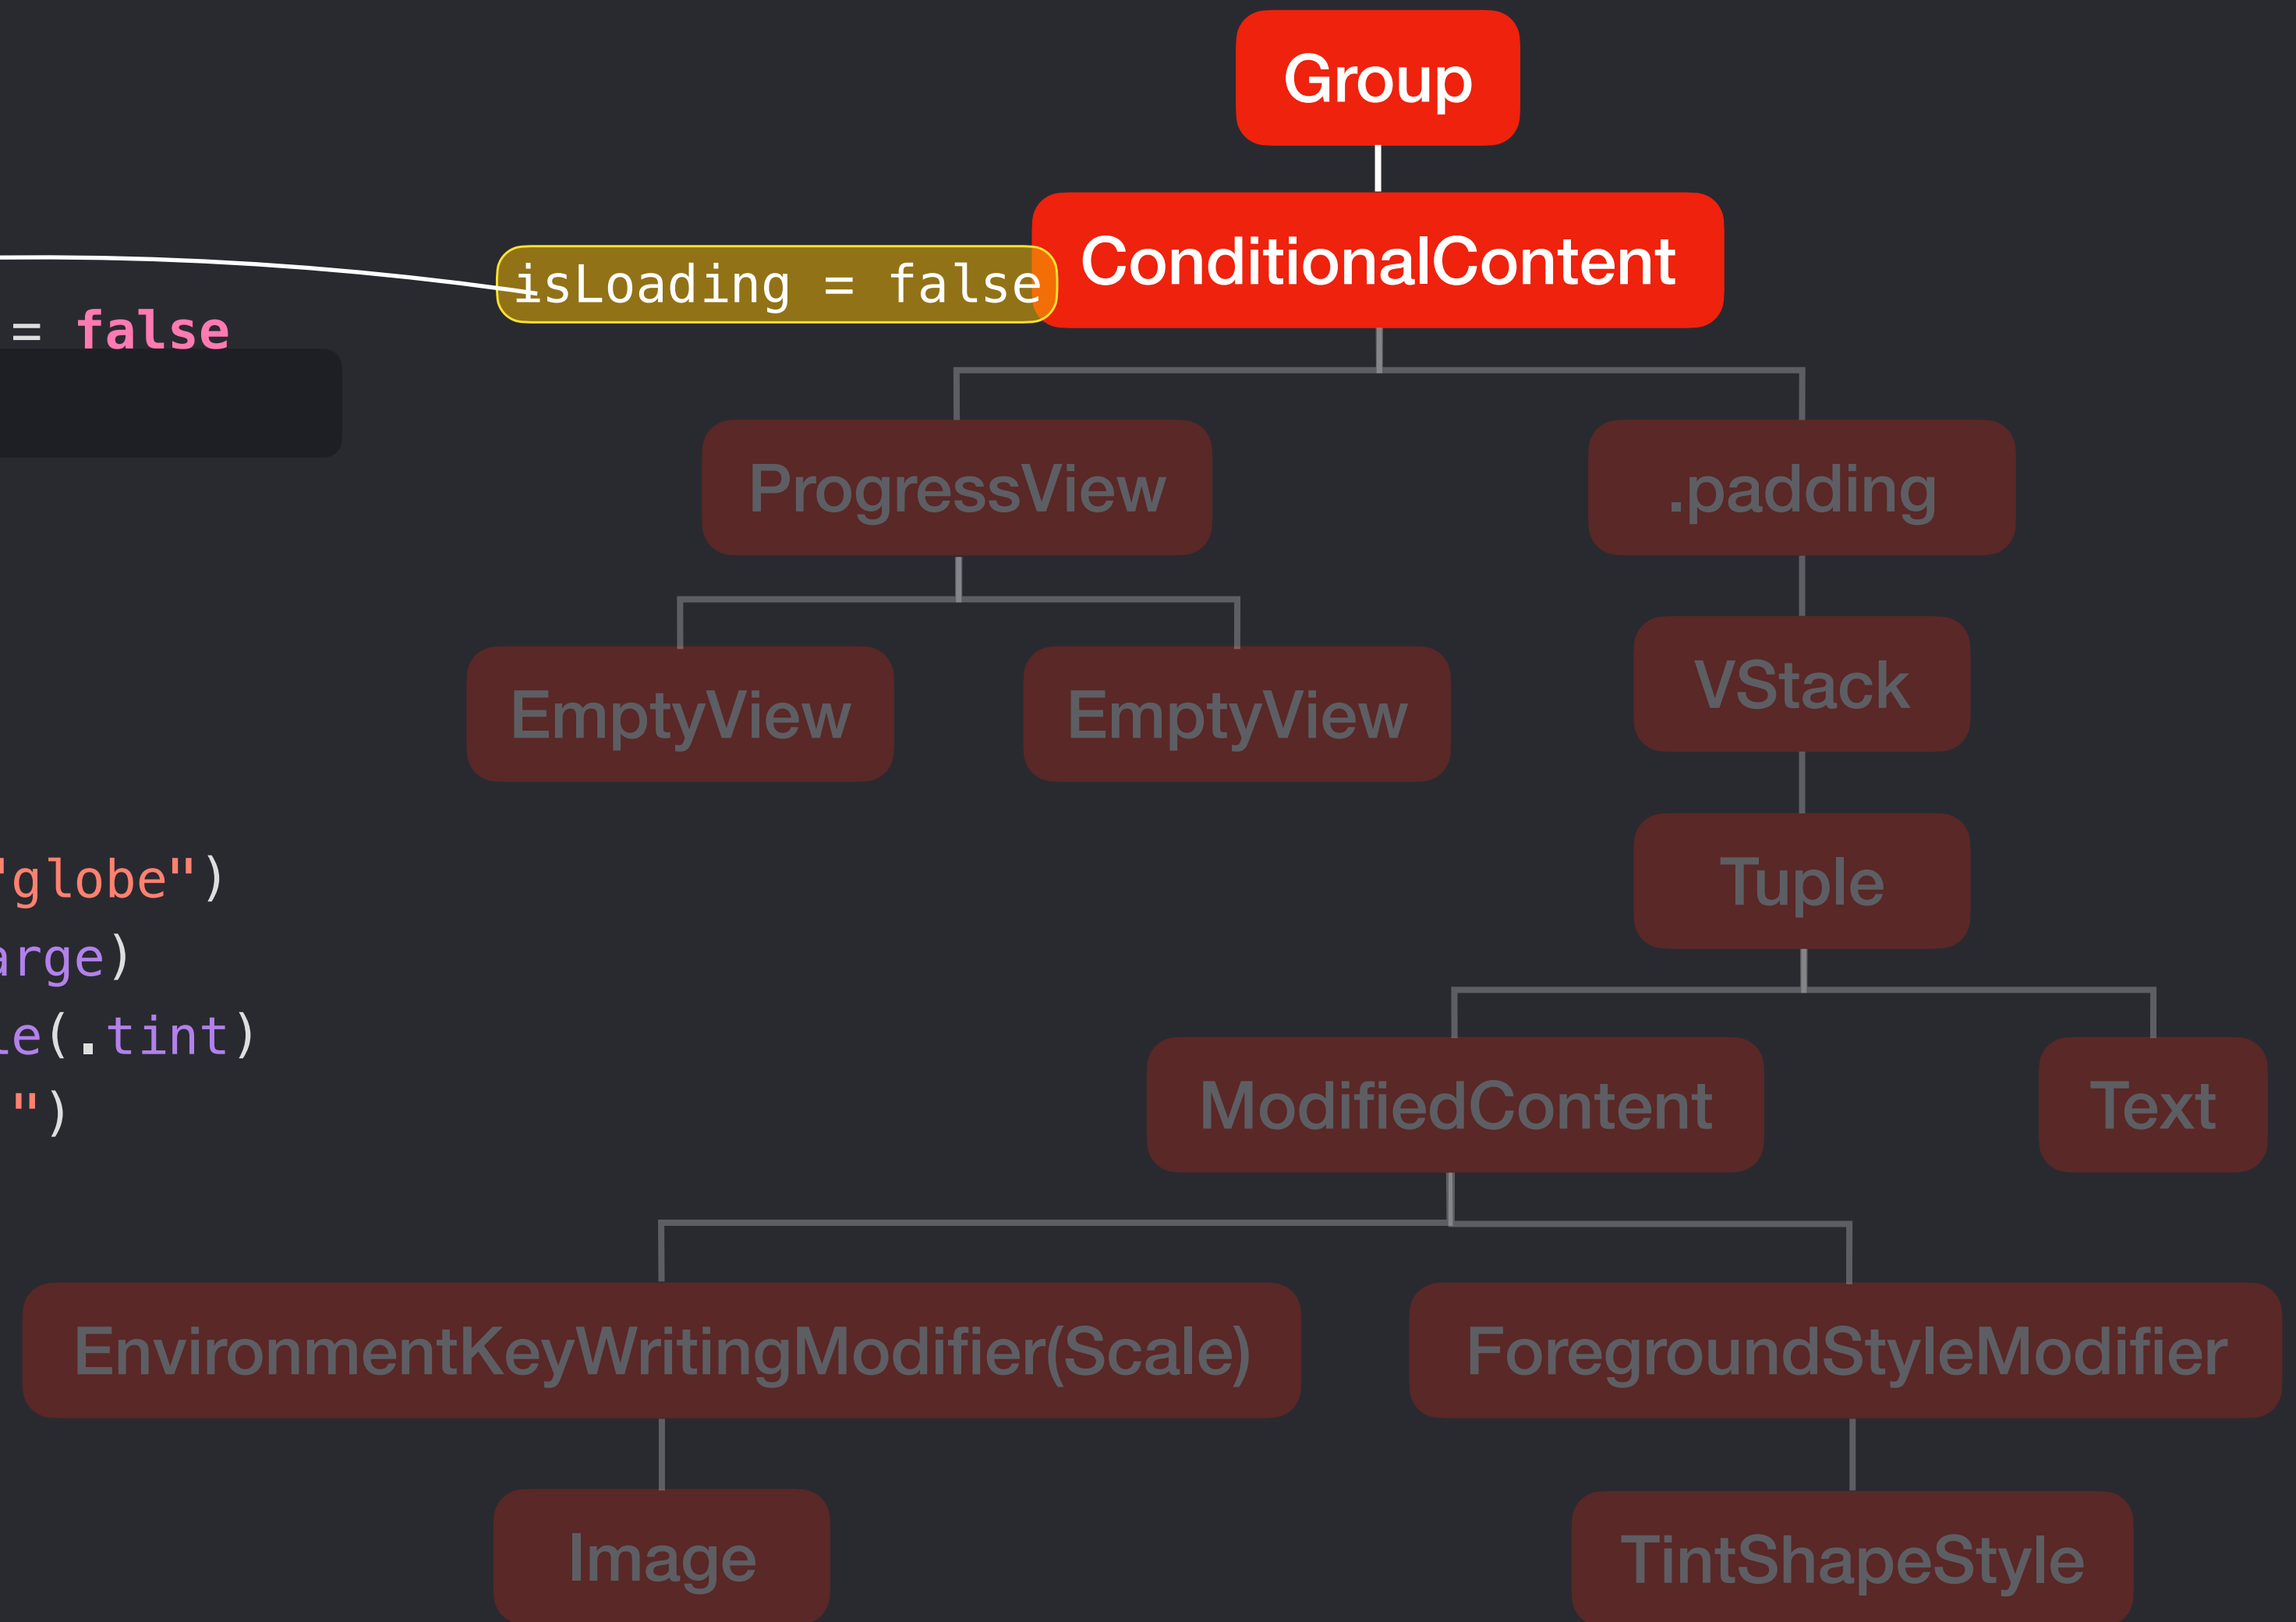 Group
ConditionalContent
isLoading = false
= false
ProgressView
.padding
EmptyView
EmptyView
VStack
Tuple
"globe")
arge)
le(.tint)
")
ModifiedContent
Text
EnvironmentKeyWritingModifier(Scale)
ForegroundStyleModifier
Image
TintShapeStyle